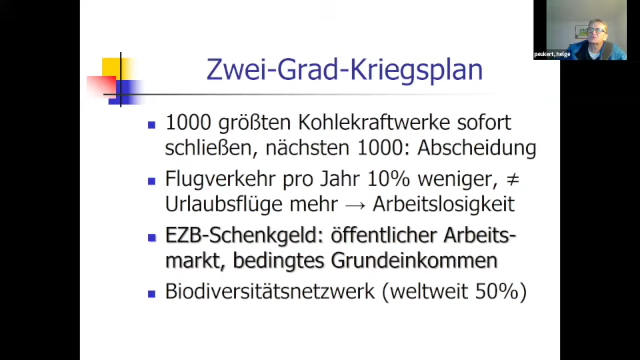 peukert, helge
Zwei-Grad-Kriegsplan
1000 größten Kohlekraftwerke sofort
schließen, nächsten 1000: Abscheidung
Flugverkehr pro Jahr 10% weniger, ≠
Urlaubsflüge mehr → Arbeitslosigkeit
EZB-Schenkgeld: öffentlicher Arbeits-
markt, bedingtes Grundeinkommen
Biodiversitätsnetzwerk (weltweit 50%)